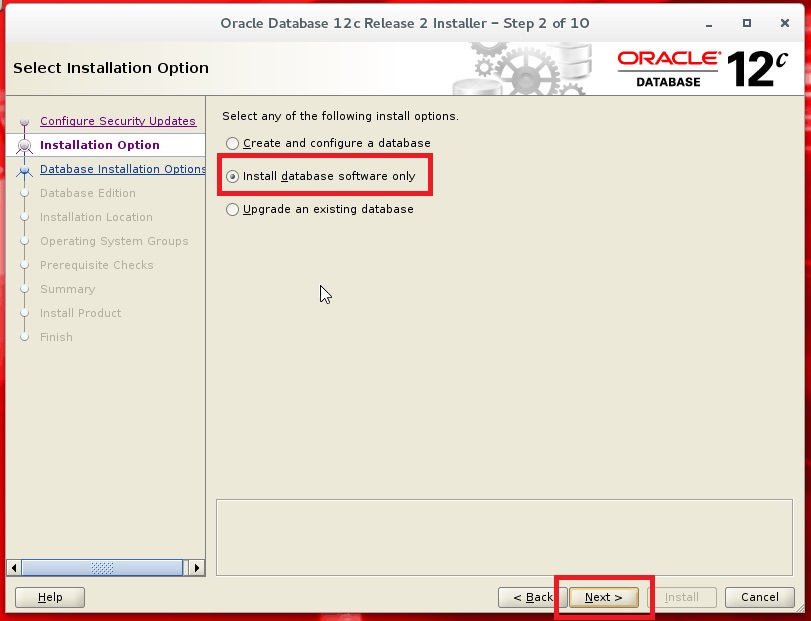 Oracle Database 12c Release 2 Installer – Step 2 of 10
Select Installation Option
ORACLE®
DATABASE
12c
Configure Security Updates
Installation Option
Database Installation Options
Database Edition
Installation Location
Operating System Groups
Prerequisite Checks
Summary
Install Product
Finish
Select any of the following install options.
Create and configure a database
Install database software only
Upgrade an existing database
Help
< Back
Next >
Install
Cancel